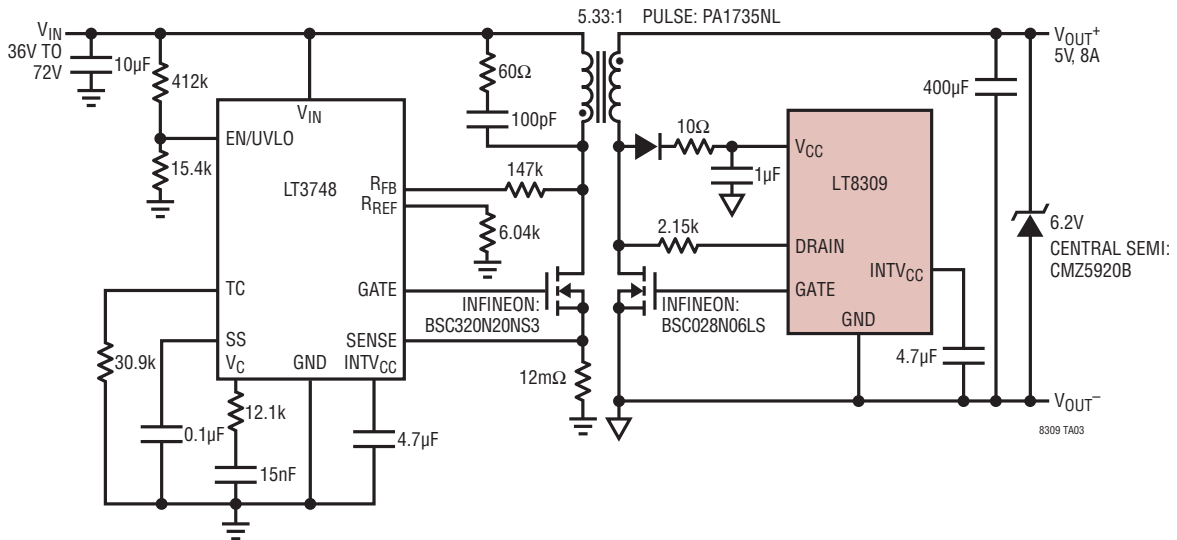 5.33:1 PULSE: PA1735NL
VIN
36V TO
72V
10µF
412k
15.4k
60Ω
100pF
VIN
EN/UVLO
LT3748
RFB
RREF
147k
6.04k
TC
GATE
SS
SENSE
VC
GND
INTVCC
30.9k
0.1µF
12.1k
15nF
4.7µF
INFINEON:
BSC320N20NS3
12mΩ
10Ω
1µF
2.15k
INFINEON:
BSC028N06LS
VCC
LT8309
DRAIN
INTVCC
GATE
GND
4.7µF
400µF
VOUT+
5V, 8A
6.2V
CENTRAL SEMI:
CMZ5920B
VOUT–
8309 TA03